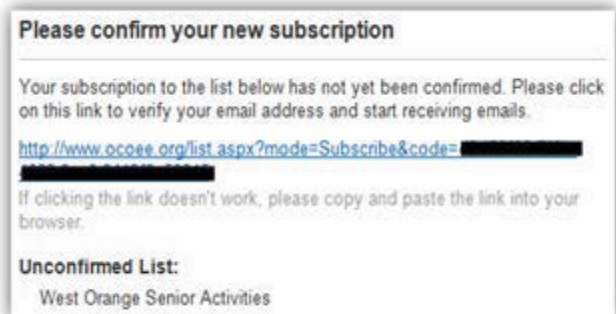 Please confirm your new subscription
Your subscription to the list below has not yet been confirmed. Please click
on this link to verify your email address and start receiving emails.
http://www.ocoee.org/list.aspx?mode=Subscribe&code=
If clicking the link doesn't work, please copy and paste the link into your
browser.
Unconfirmed List:
West Orange Senior Activities